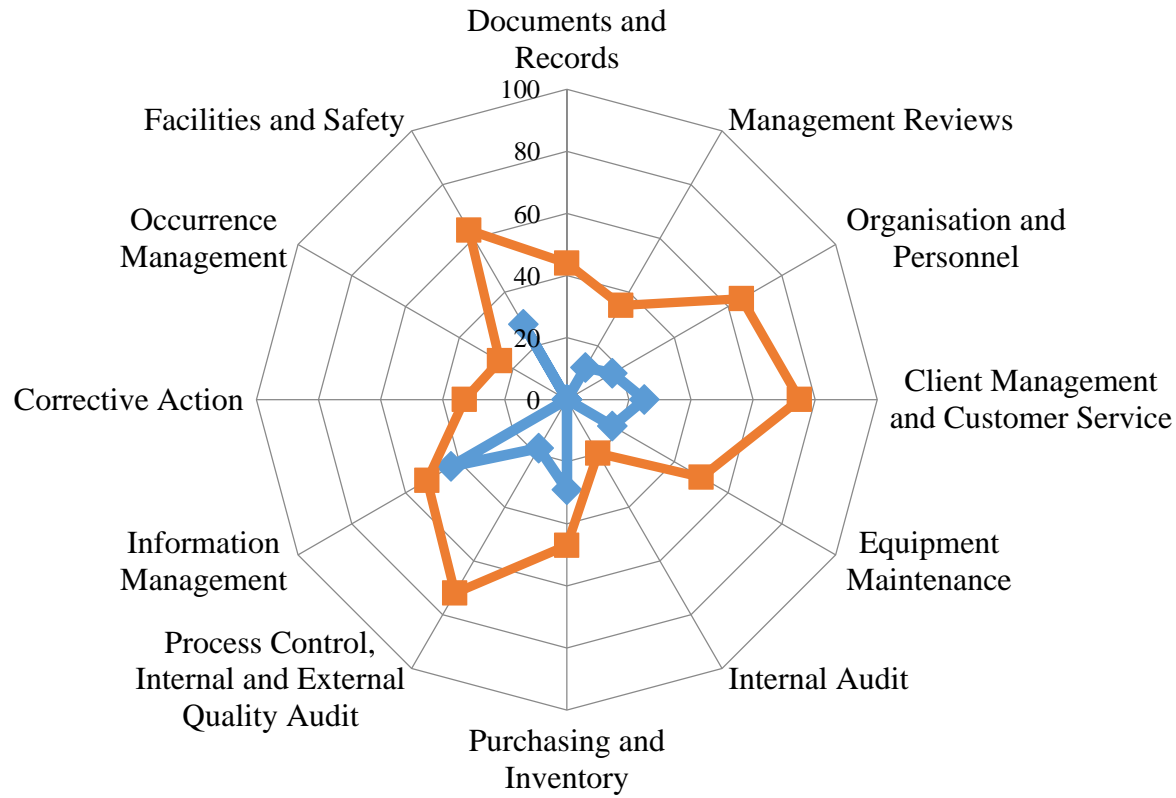 Documents and
Records
100
80
60
40
20
0
Management Reviews
Organisation and
Personnel
Client Management
and Customer Service
Equipment
Maintenance
Internal Audit
Purchasing and
Inventory
Process Control,
Internal and External
Quality Audit
Information
Management
Corrective Action
Occurrence
Management
Facilities and Safety